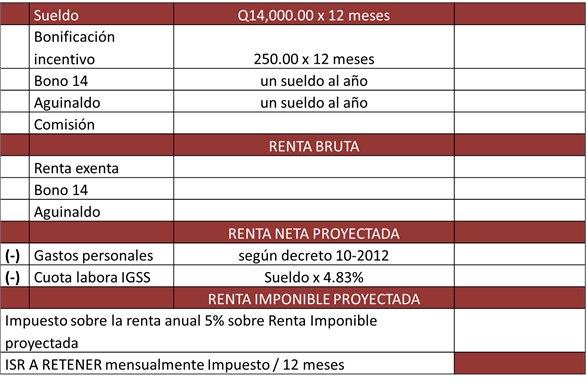 Sueldo Q14,000.00 x 12 meses
Bonificación
incentivo 250.00 x 12 meses
Bono 14 un sueldo al año
Aguinaldo un sueldo al año
Comisión
RENTA BRUTA
Renta exenta
Bono 14
Aguinaldo
RENTA NETA PROYECTADA
(-) Gastos personales según decreto 10-2012
(-) Cuota labora IGSS Sueldo x 4.83%
RENTA IMPONIBLE PROYECTADA
Impuesto sobre la renta anual 5% sobre Renta Imponible
proyectada
ISR A RETENER mensualmente Impuesto / 12 meses